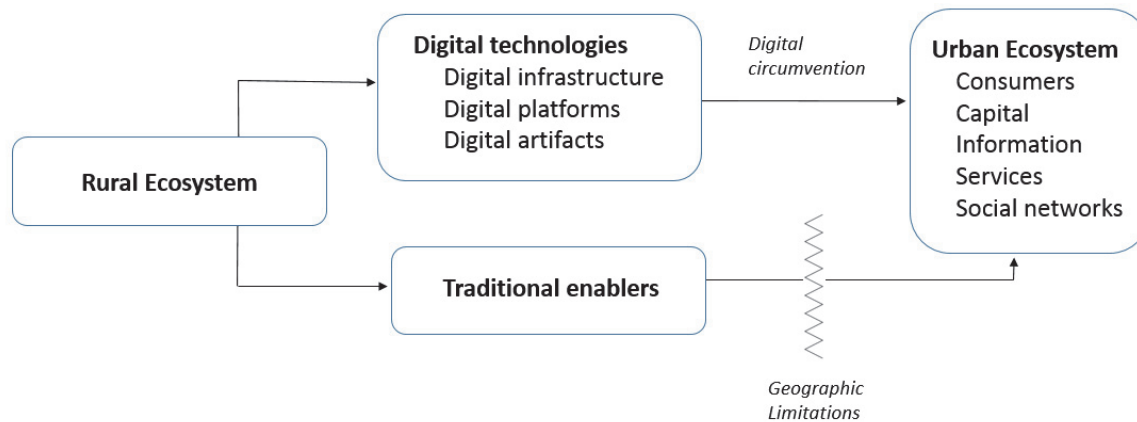 Rural Ecosystem
Digital technologies
Digital infrastructure
Digital platforms
Digital artifacts
Digital
circumvention
Urban Ecosystem
Consumers
Capital
Information
Services
Social networks
Traditional enablers
Geographic
Limitations